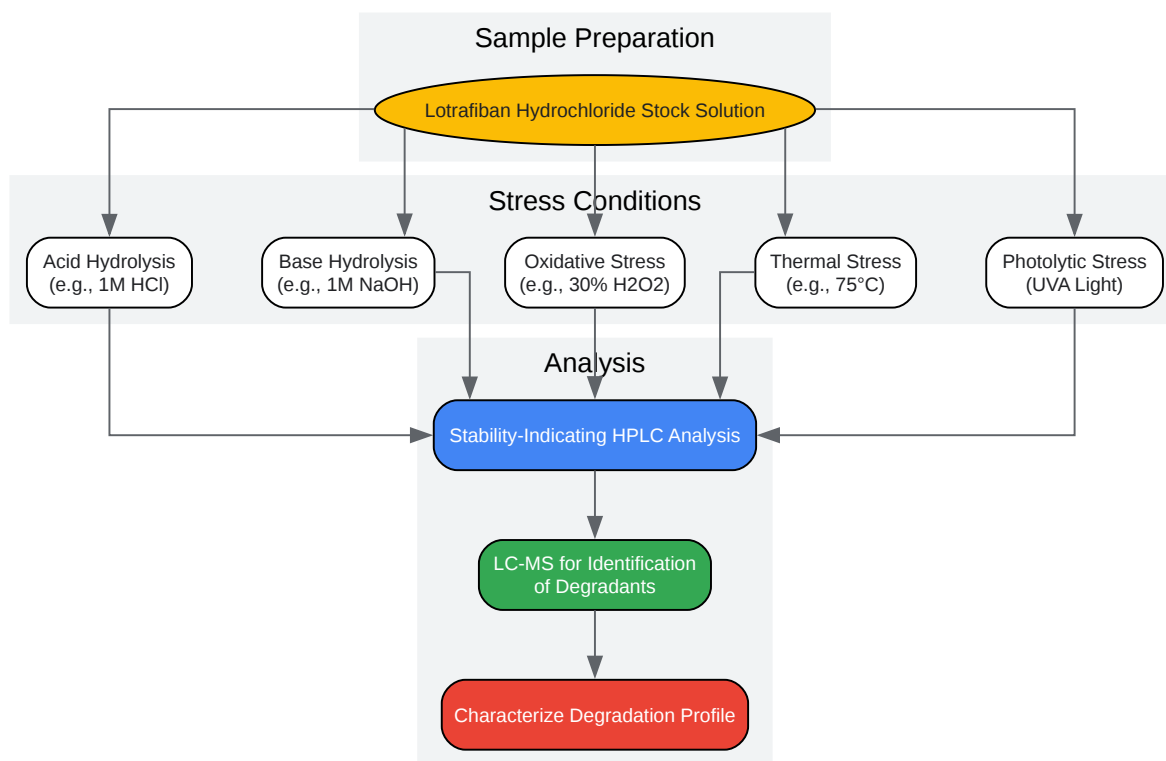 Sample Preparation
Lotrafiban Hydrochloride Stock Solution
Stress Conditions
Acid Hydrolysis
(e.g., 1M HCl)
Base Hydrolysis
(e.g., 1M NaOH)
Oxidative Stress
(e.g., 30% H2O2)
Thermal Stress
(e.g., 75°C)
Photolytic Stress
(UVA Light)
Analysis
Stability-Indicating HPLC Analysis
LC-MS for Identification
of Degradants
Characterize Degradation Profile